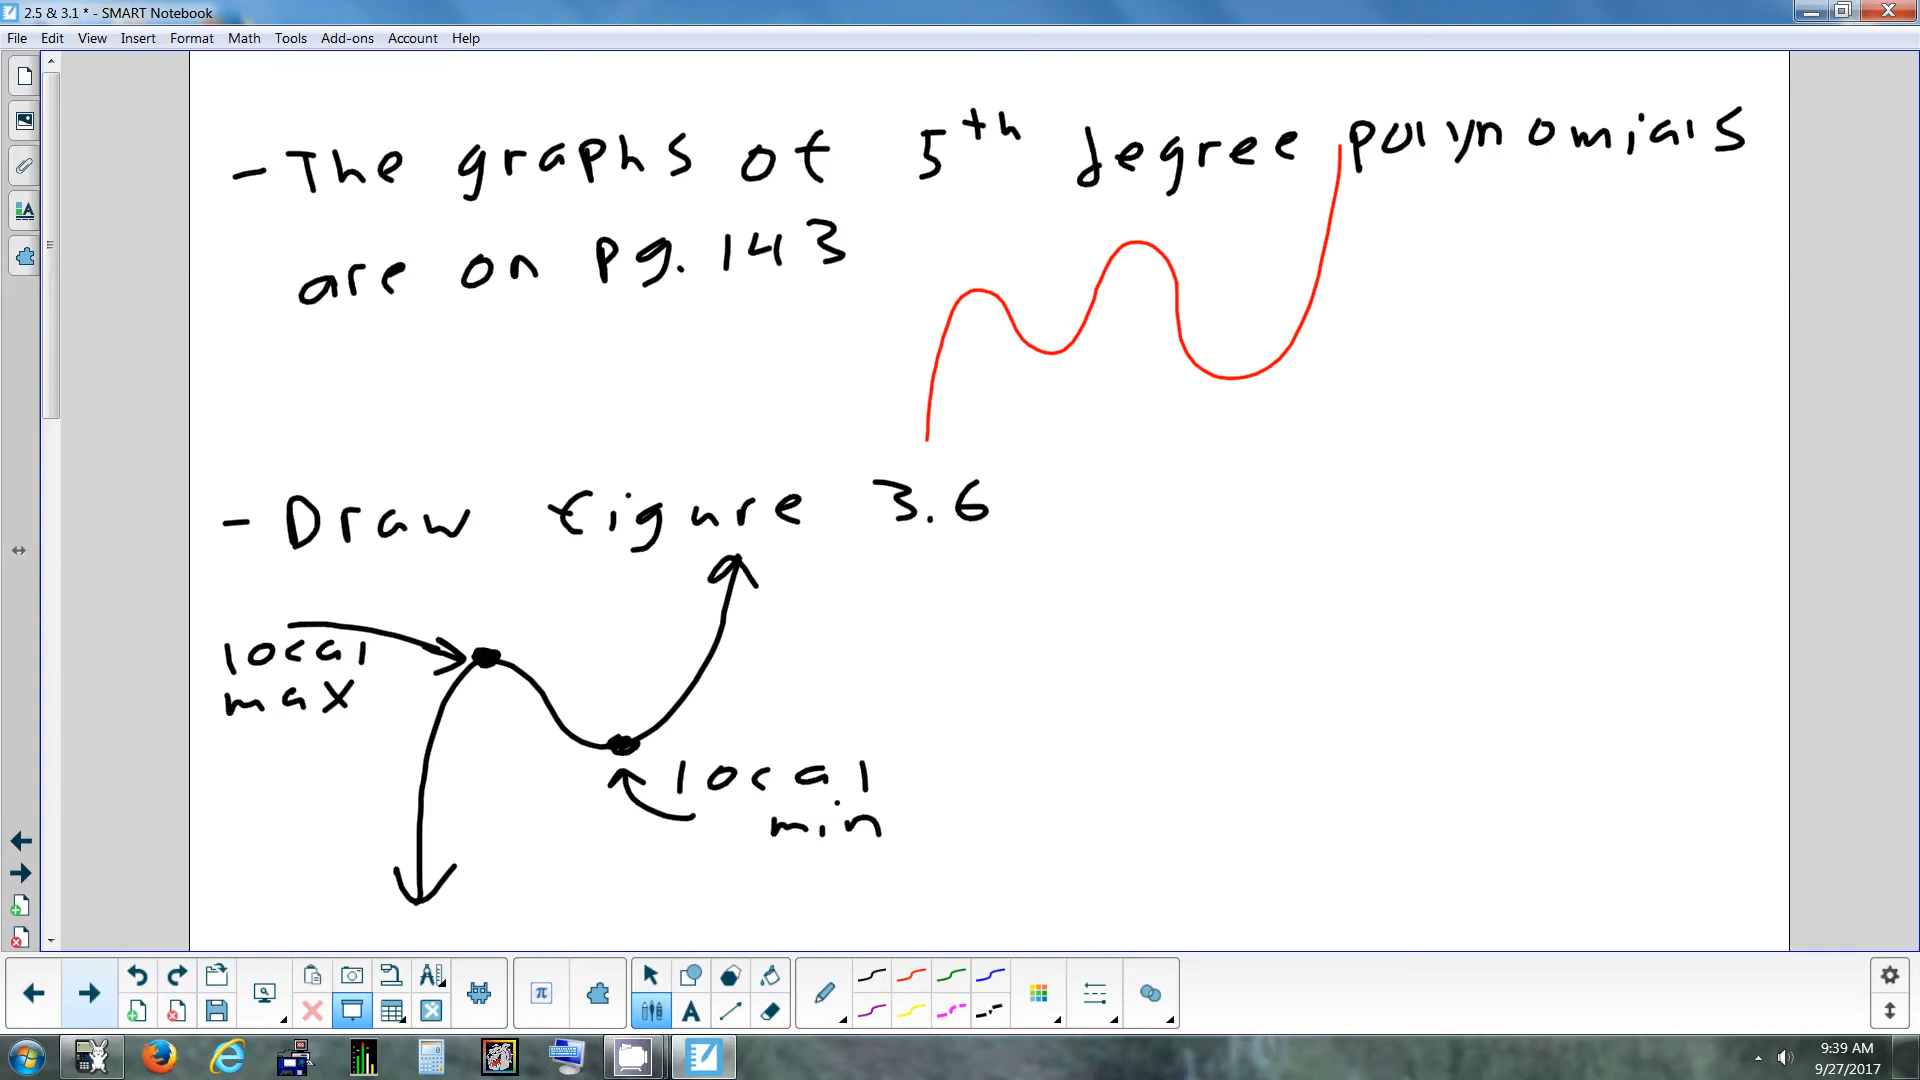 2.5 & 3.1 * - SMART Notebook
File Edit View Insert Format Math Tools Add-ons Account Help
- The graphs of 5th degree polynomials
are on pg. 143
- Draw figure 3.6
local
max
local
min
9:39 AM
9/27/2017